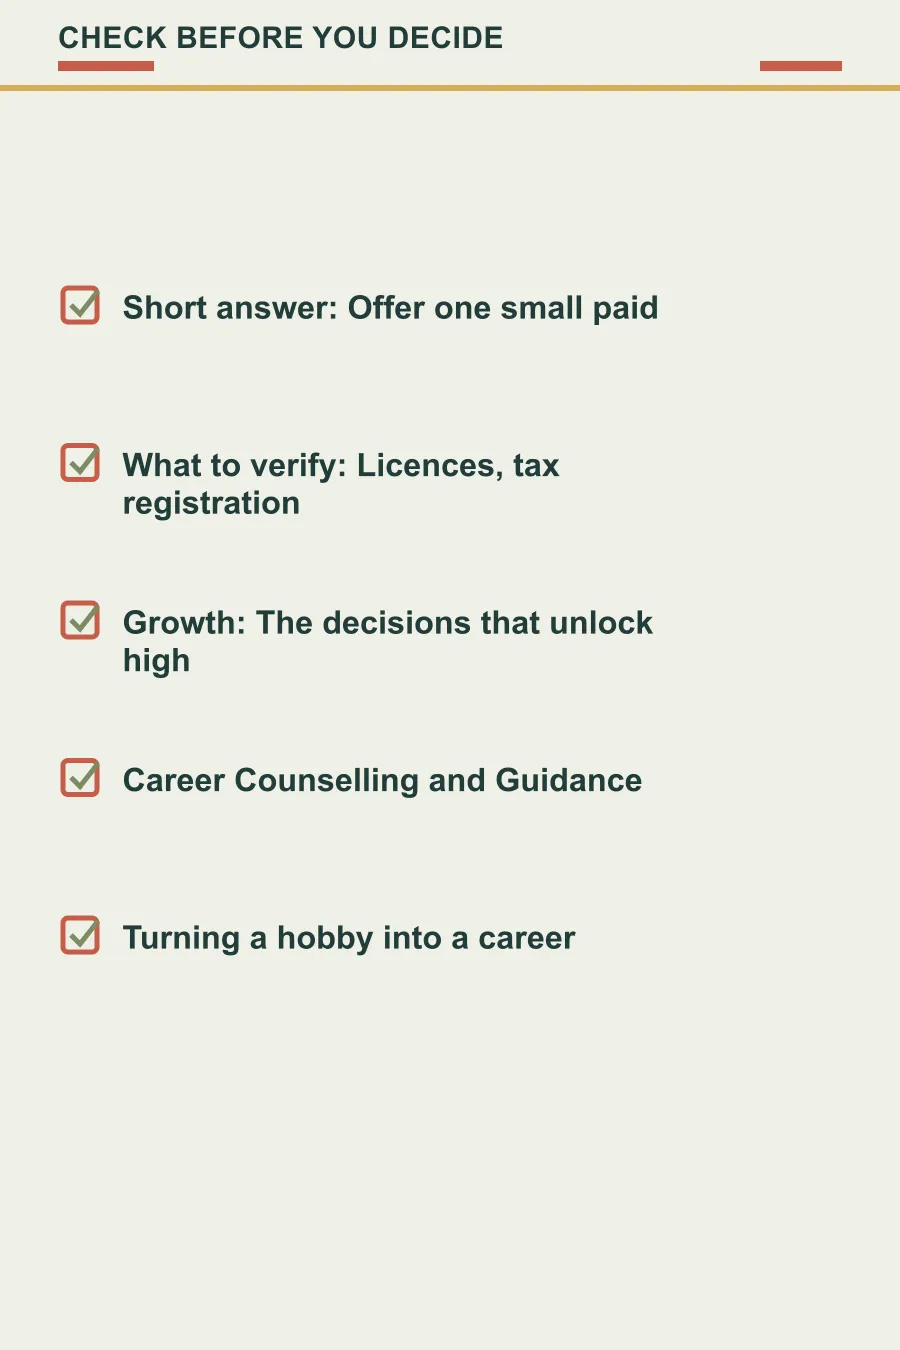 CHECK BEFORE YOU DECIDE
Short answer: Offer one small paid
What to verify: Licences, tax
registration
Growth: The decisions that unlock
high
Career Counselling and Guidance
Turning a hobby into a career